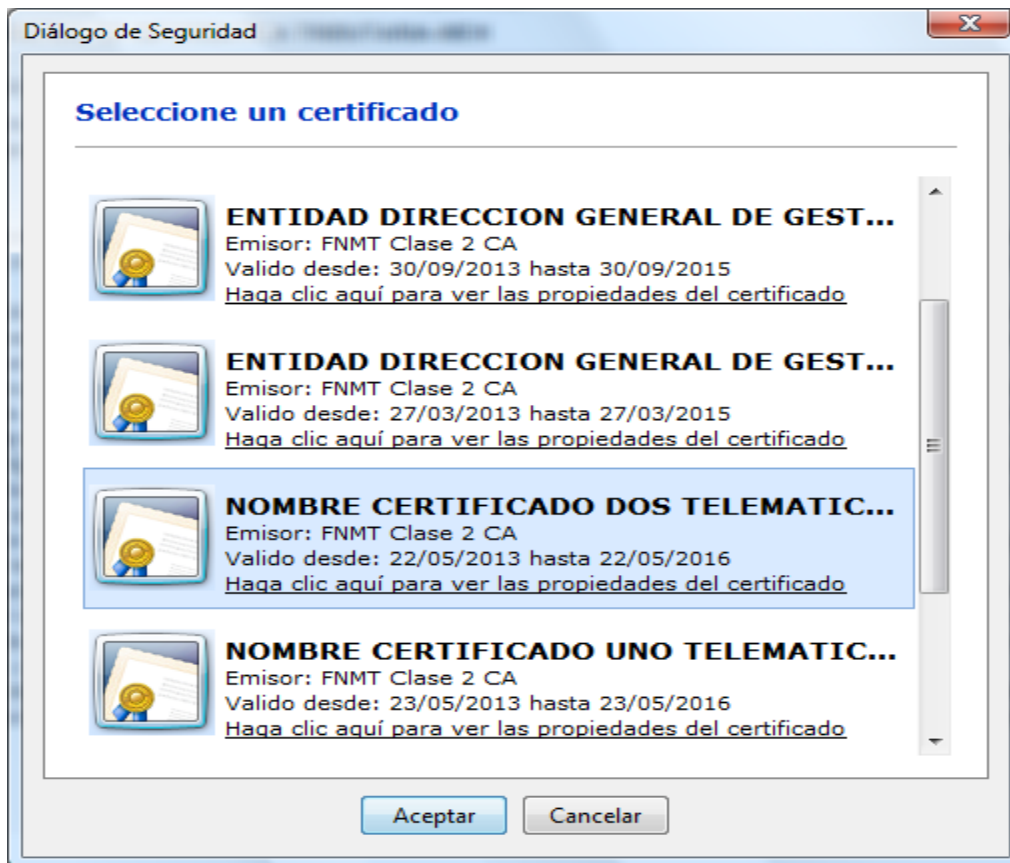 Diálogo de Seguridad
Seleccione un certificado
ENTIDAD DIRECCION GENERAL DE GEST...
Emisor: FNMT Clase 2 CA
Valido desde: 30/09/2013 hasta 30/09/2015
Haga clic aquí para ver las propiedades del certificado
ENTIDAD DIRECCION GENERAL DE GEST...
Emisor: FNMT Clase 2 CA
Valido desde: 27/03/2013 hasta 27/03/2015
Haga clic aquí para ver las propiedades del certificado
NOMBRE CERTIFICADO DOS TELEMATIC...
Emisor: FNMT Clase 2 CA
Valido desde: 22/05/2013 hasta 22/05/2016
Haga clic aquí para ver las propiedades del certificado
NOMBRE CERTIFICADO UNO TELEMATIC...
Emisor: FNMT Clase 2 CA
Valido desde: 23/05/2013 hasta 23/05/2016
Haga clic aquí para ver las propiedades del certificado
Aceptar Cancelar